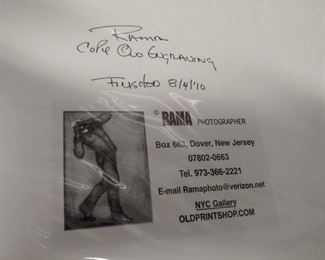 Rama
Copie Old Engraving
Finished 8/4/10
© RAMA PHOTOGRAPHER
Box 663, Dover, New Jersey
07802-0663
Tel. 973-366-2221
E-mail Ramaphoto@verizon.net
NYC Gallery
OLDPRINTSHOP.COM